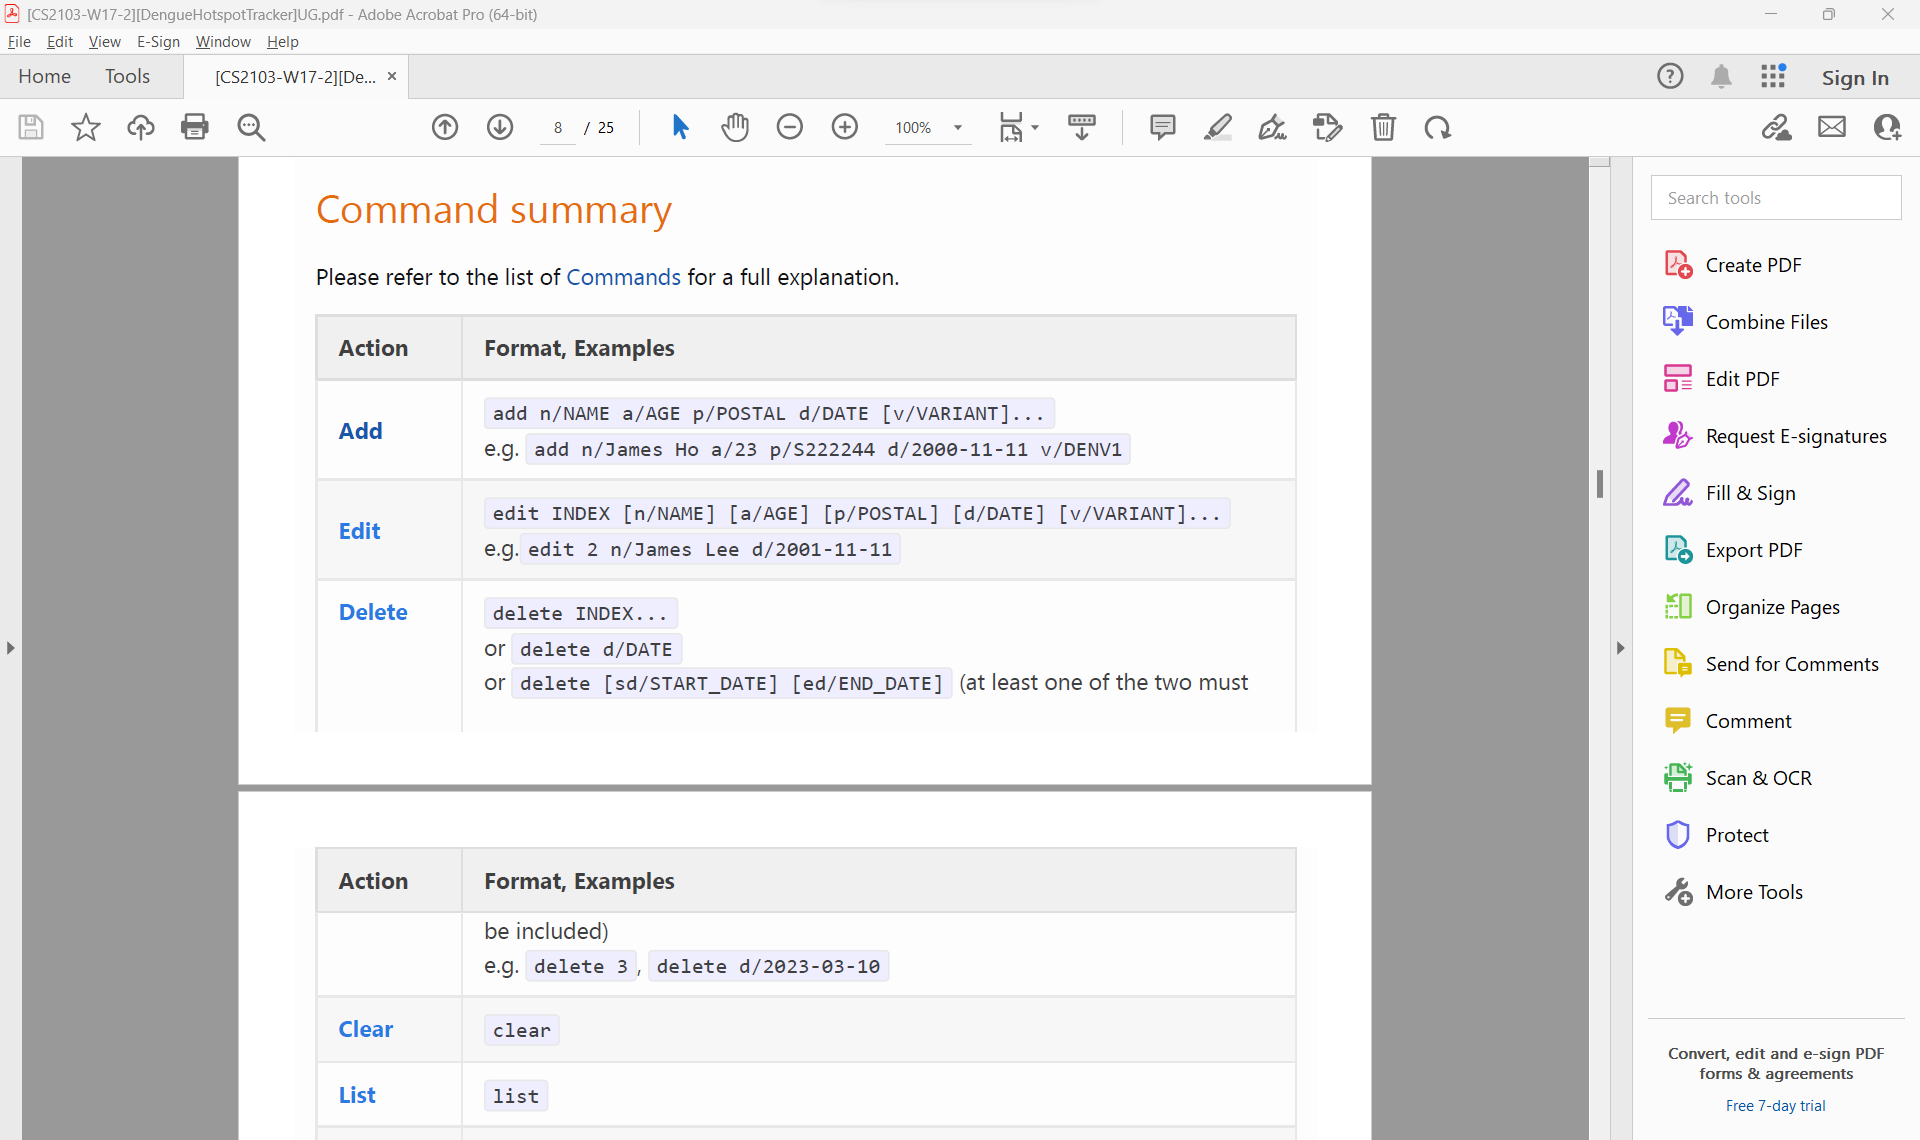 [CS2103-W17-2][DengueHotspotTracker]UG.pdf - Adobe Acrobat Pro (64-bit)
File Edit View E-Sign Window Help
Home Tools [CS2103-W17-2][De... × Sign In
8 / 25 100%
Command summary
Please refer to the list of Commands for a full explanation.
Action Format, Examples
Add
add n/NAME a/AGE p/POSTAL d/DATE [v/VARIANT]...
e.g. add n/James Ho a/23 p/S222244 d/2000-11-11 v/DENV1
Edit
edit INDEX [n/NAME] [a/AGE] [p/POSTAL] [d/DATE] [v/VARIANT]...
e.g. edit 2 n/James Lee d/2001-11-11
Delete
delete INDEX...
or delete d/DATE
or delete [sd/START_DATE] [ed/END_DATE] (at least one of the two must
Action Format, Examples
be included)
e.g. delete 3 , delete d/2023-03-10
Clear clear
List list
Search tools
Create PDF
Combine Files
Edit PDF
Request E-signatures
Fill & Sign
Export PDF
Organize Pages
Send for Comments
Comment
Scan & OCR
Protect
More Tools
Convert, edit and e-sign PDF
forms & agreements
Free 7-day trial